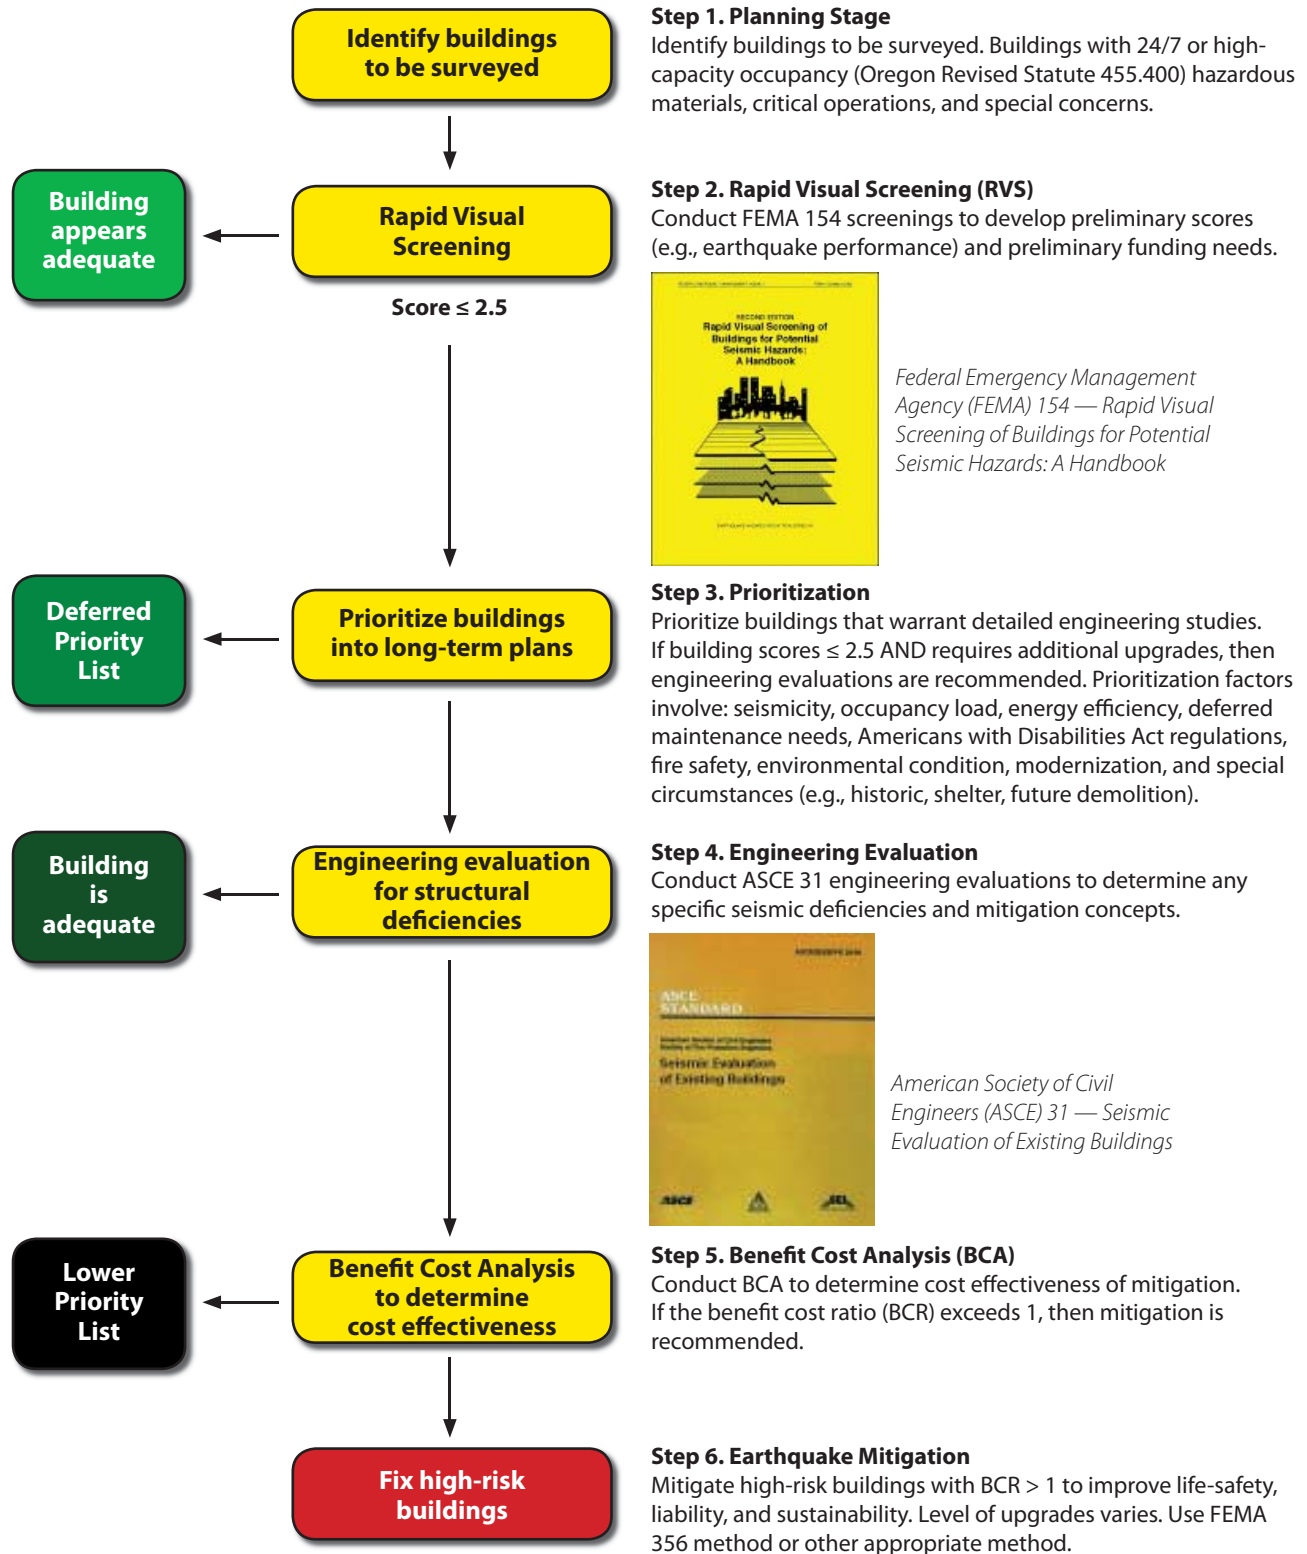 Identify buildings
to be surveyed
Step 1. Planning Stage
Identify buildings to be surveyed. Buildings with 24/7 or high-
capacity occupancy (Oregon Revised Statute 455.400) hazardous
materials, critical operations, and special concerns.
Building
appears
adequate
Rapid Visual
Screening
Score ≤ 2.5
Step 2. Rapid Visual Screening (RVS)
Conduct FEMA 154 screenings to develop preliminary scores
(e.g., earthquake performance) and preliminary funding needs.
SECOND EDITION
Rapid Visual Screening of
Buildings for Potential
Seismic Hazards:
A Handbook
Federal Emergency Management
Agency (FEMA) 154 — Rapid Visual
Screening of Buildings for Potential
Seismic Hazards: A Handbook
Deferred
Priority
List
Prioritize buildings
into long-term plans
Step 3. Prioritization
Prioritize buildings that warrant detailed engineering studies.
If building scores ≤ 2.5 AND requires additional upgrades, then
engineering evaluations are recommended. Prioritization factors
involve: seismicity, occupancy load, energy efficiency, deferred
maintenance needs, Americans with Disabilities Act regulations,
fire safety, environmental condition, modernization, and special
circumstances (e.g., historic, shelter, future demolition).
Building
is
adequate
Engineering evaluation
for structural
deficiencies
Step 4. Engineering Evaluation
Conduct ASCE 31 engineering evaluations to determine any
specific seismic deficiencies and mitigation concepts.
ASCE
STANDARD
Seismic Evaluation
of Existing Buildings
ASCE
SEI
American Society of Civil
Engineers (ASCE) 31 — Seismic
Evaluation of Existing Buildings
Lower
Priority
List
Benefit Cost Analysis
to determine
cost effectiveness
Step 5. Benefit Cost Analysis (BCA)
Conduct BCA to determine cost effectiveness of mitigation.
If the benefit cost ratio (BCR) exceeds 1, then mitigation is
recommended.
Fix high-risk
buildings
Step 6. Earthquake Mitigation
Mitigate high-risk buildings with BCR > 1 to improve life-safety,
liability, and sustainability. Level of upgrades varies. Use FEMA
356 method or other appropriate method.